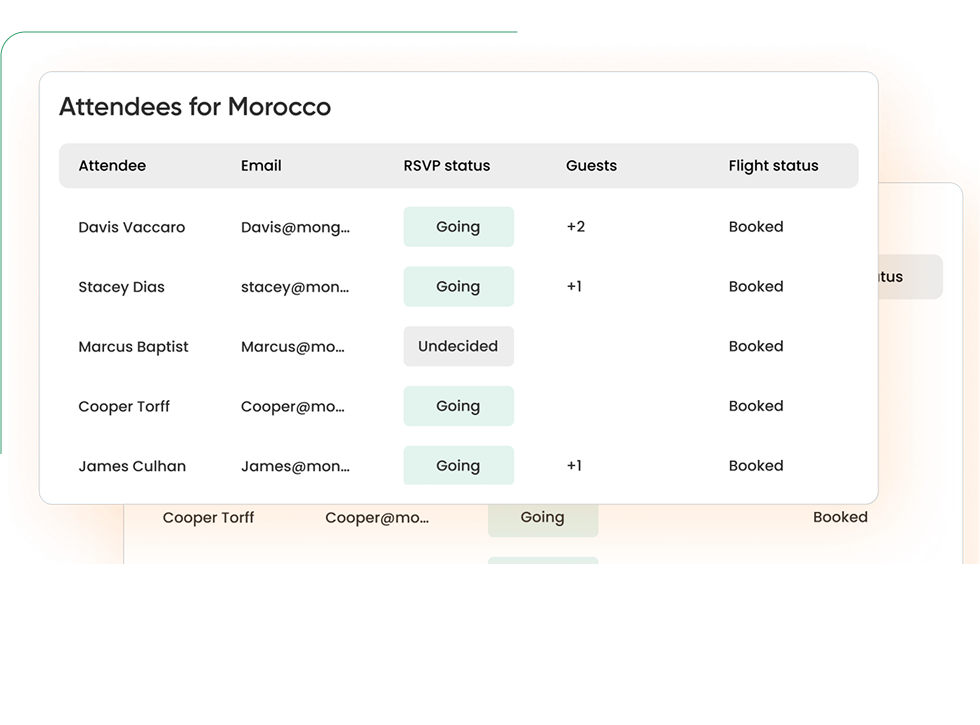 Attendees for Morocco
Attendee Email RSVP status Guests Flight status
Davis Vaccaro Davis@mong... Going +2 Booked
Stacey Dias stacey@mon... Going +1 Booked
Marcus Baptist Marcus@mo... Undecided Booked
Cooper Torff Cooper@mo... Going Booked
James Culhan James@mon... Going +1 Booked
Cooper Torff Cooper@mo... Going Booked